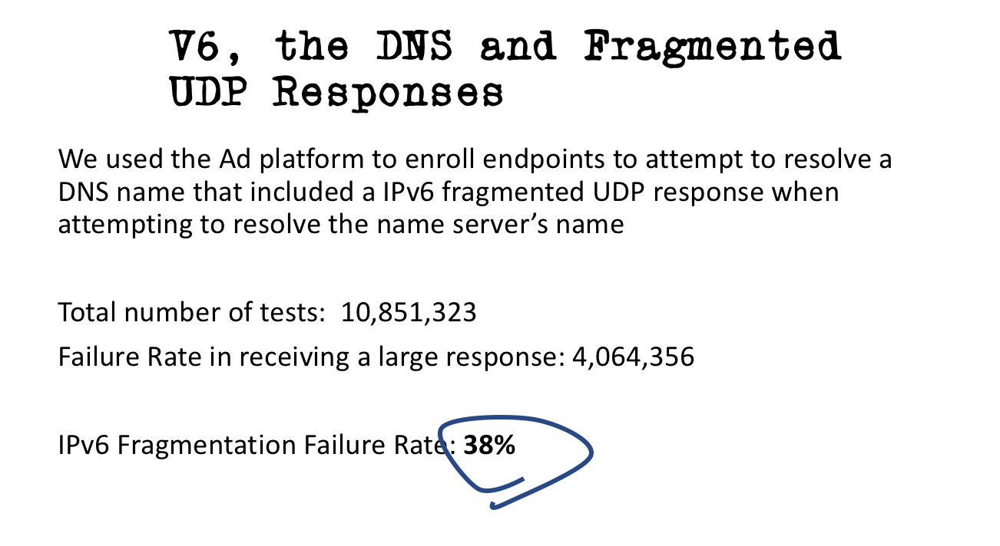 V6, the DNS and Fragmented
UDP Responses
We used the Ad platform to enroll endpoints to attempt to resolve a
DNS name that included a IPv6 fragmented UDP response when
attempting to resolve the name server’s name
Total number of tests:  10,851,323
Failure Rate in receiving a large response: 4,064,356
IPv6 Fragmentation Failure Rate: 38%